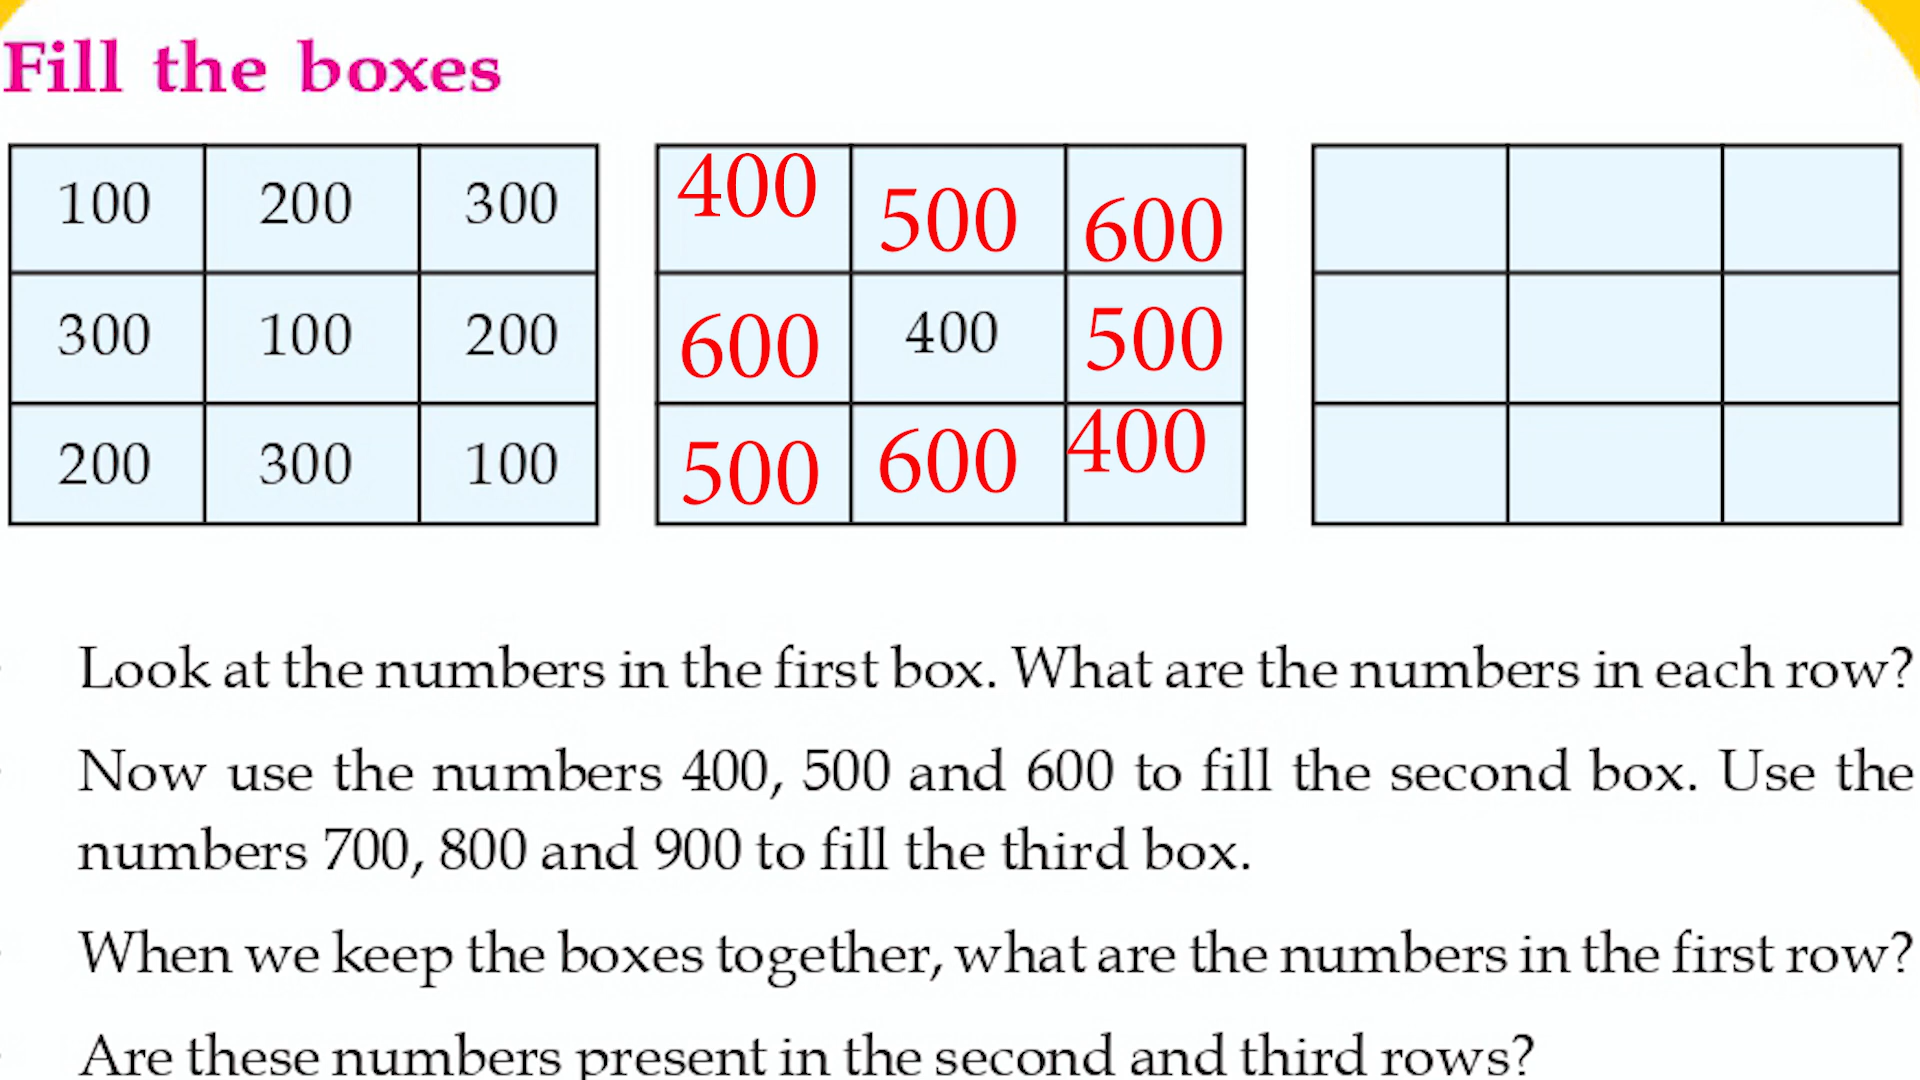 Fill the boxes
100 200 300 400 500 600
300 100 200 600 400 500
200 300 100 500 600 400
Look at the numbers in the first box. What are the numbers in each row?
Now use the numbers 400, 500 and 600 to fill the second box. Use the
numbers 700, 800 and 900 to fill the third box.
When we keep the boxes together, what are the numbers in the first row?
Are these numbers present in the second and third rows?